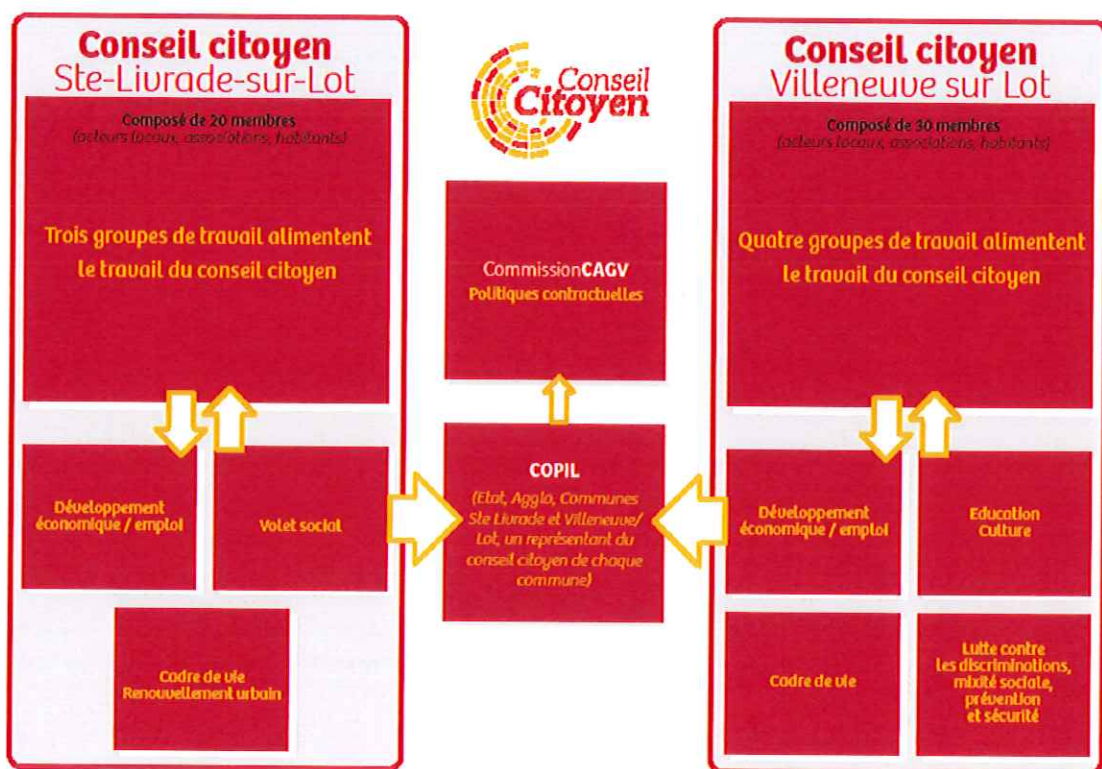 Conseil citoyen
Ste-Livrade-sur-Lot
Composé de 20 membres
(acteurs locaux, associations, habitants)
Trois groupes de travail alimentent
le travail du conseil citoyen
Développement
économique / emploi
Volet social
Cadre de vie
Renouvellement urbain
Conseil
Citoyen
CommissionCAGV
Politiques contractuelles
COPIL
(Etat, Agglo, Communes
Ste Livrade et Villeneuve/
Lot, un représentant du
conseil citoyen de chaque
commune)
Conseil citoyen
Villeneuve sur Lot
Composé de 30 membres
(acteurs locaux, associations, habitants)
Quatre groupes de travail alimentent
le travail du conseil citoyen
Développement
économique / emploi
Education
Culture
Cadre de vie
Lutte contre
les discriminations,
mixité sociale,
prévention
et sécurité